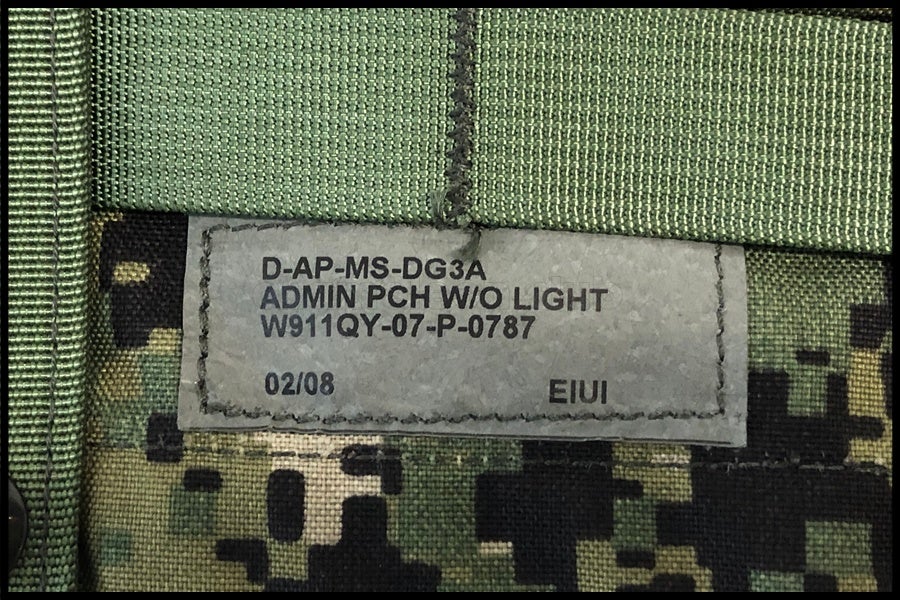 D-AP-MS-DG3A
ADMIN PCH W/O LIGHT
W911QY-07-P-0787
02/08 EIUI